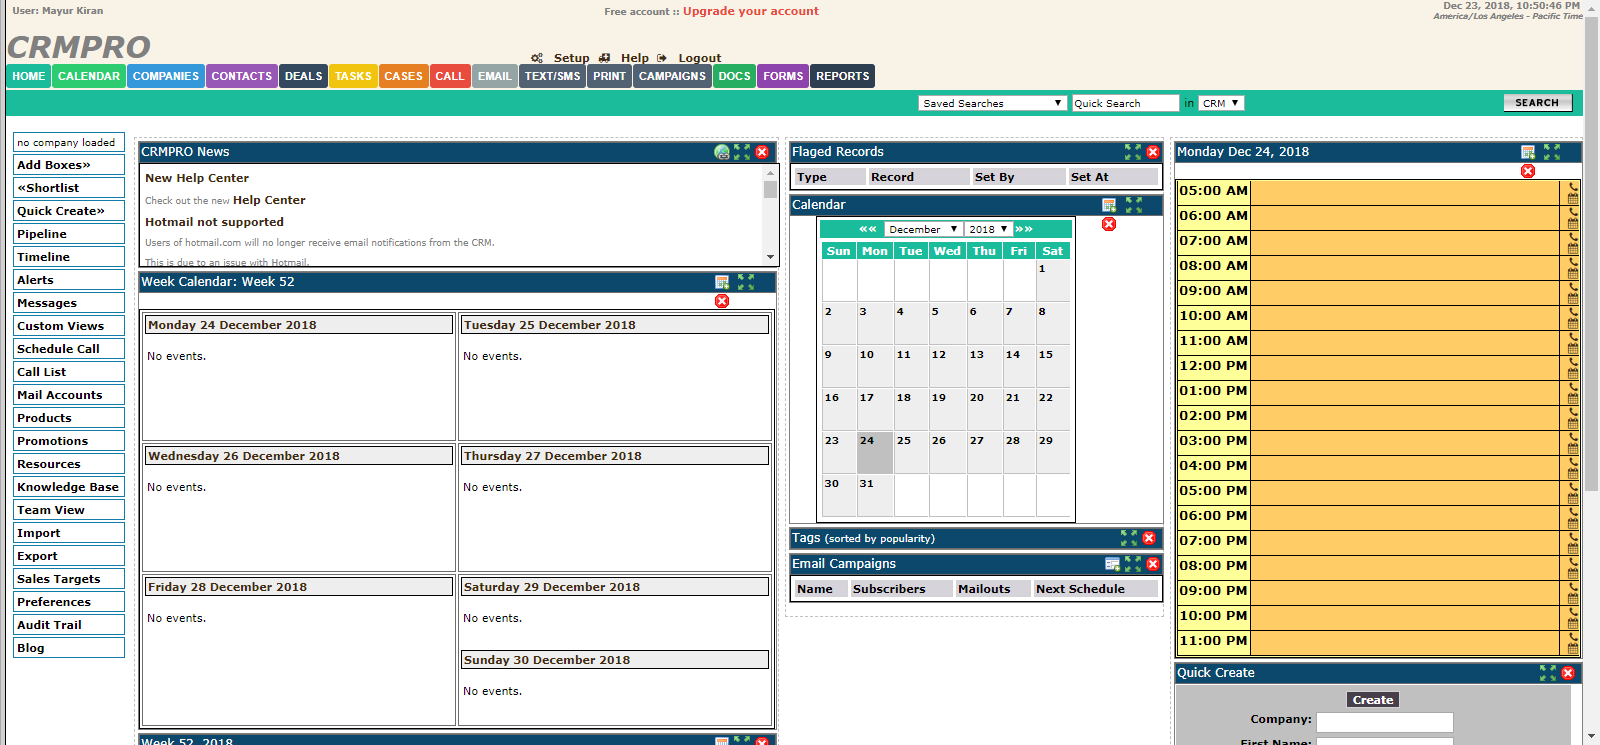 User: Mayur Kiran
Free account :: Upgrade your account
Dec 23, 2018, 10:50:46 PM
America/Los Angeles - Pacific Time
CRMPRO
Setup Help Logout
HOME CALENDAR COMPANIES CONTACTS DEALS TASKS CASES CALL EMAIL TEXT/SMS PRINT CAMPAIGNS DOCS FORMS REPORTS
Saved Searches Quick Search in CRM SEARCH
no company loaded
Add Boxes»
«Shortlist
Quick Create»
Pipeline
Timeline
Alerts
Messages
Custom Views
Schedule Call
Call List
Mail Accounts
Products
Promotions
Resources
Knowledge Base
Team View
Import
Export
Sales Targets
Preferences
Audit Trail
Blog
CRMPRO News
New Help Center
Check out the new Help Center
Hotmail not supported
Users of hotmail.com will no longer receive email notifications from the CRM.
This is due to an issue with Hotmail.
Week Calendar: Week 52
Monday 24 December 2018
No events.
Tuesday 25 December 2018
No events.
Wednesday 26 December 2018
No events.
Thursday 27 December 2018
No events.
Friday 28 December 2018
No events.
Saturday 29 December 2018
No events.
Sunday 30 December 2018
No events.
Week 52, 2018
Flaged Records
Type Record Set By Set At
Calendar
«« December 2018 »»
Sun Mon Tue Wed Thu Fri Sat
1
2 3 4 5 6 7 8
9 10 11 12 13 14 15
16 17 18 19 20 21 22
23 24 25 26 27 28 29
30 31
Tags (sorted by popularity)
Email Campaigns
Name Subscribers Mailouts Next Schedule
Monday Dec 24, 2018
05:00 AM
06:00 AM
07:00 AM
08:00 AM
09:00 AM
10:00 AM
11:00 AM
12:00 PM
01:00 PM
02:00 PM
03:00 PM
04:00 PM
05:00 PM
06:00 PM
07:00 PM
08:00 PM
09:00 PM
10:00 PM
11:00 PM
Quick Create
Create
Company:
First Name: